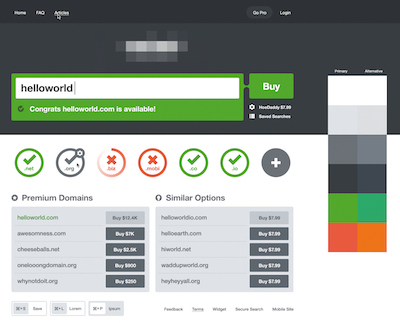 Home FAQ Articles Go Pro Login
helloworld Buy
Congrats helloworld.com is available!
HoeDaddy $7.99
Saved Searches
Primary Alternative
.net .org .biz .mobi .co .io
Premium Domains
helloworld.com Buy $12.4K
awesomness.com Buy $7K
cheeseballs.net Buy $2.5K
onelooongdomain.org Buy $900
whynotdoit.org Buy $250
Similar Options
helloworldio.com Buy $7.99
helloearth.com Buy $7.99
hiworld.net Buy $7.99
waddupworld.org Buy $7.99
heyheyyall.org Buy $7.99
⌘+S Save ⌘+L Lorem ⌘+P Ipsum
Feedback Terms Widget Secure Search Mobile Site